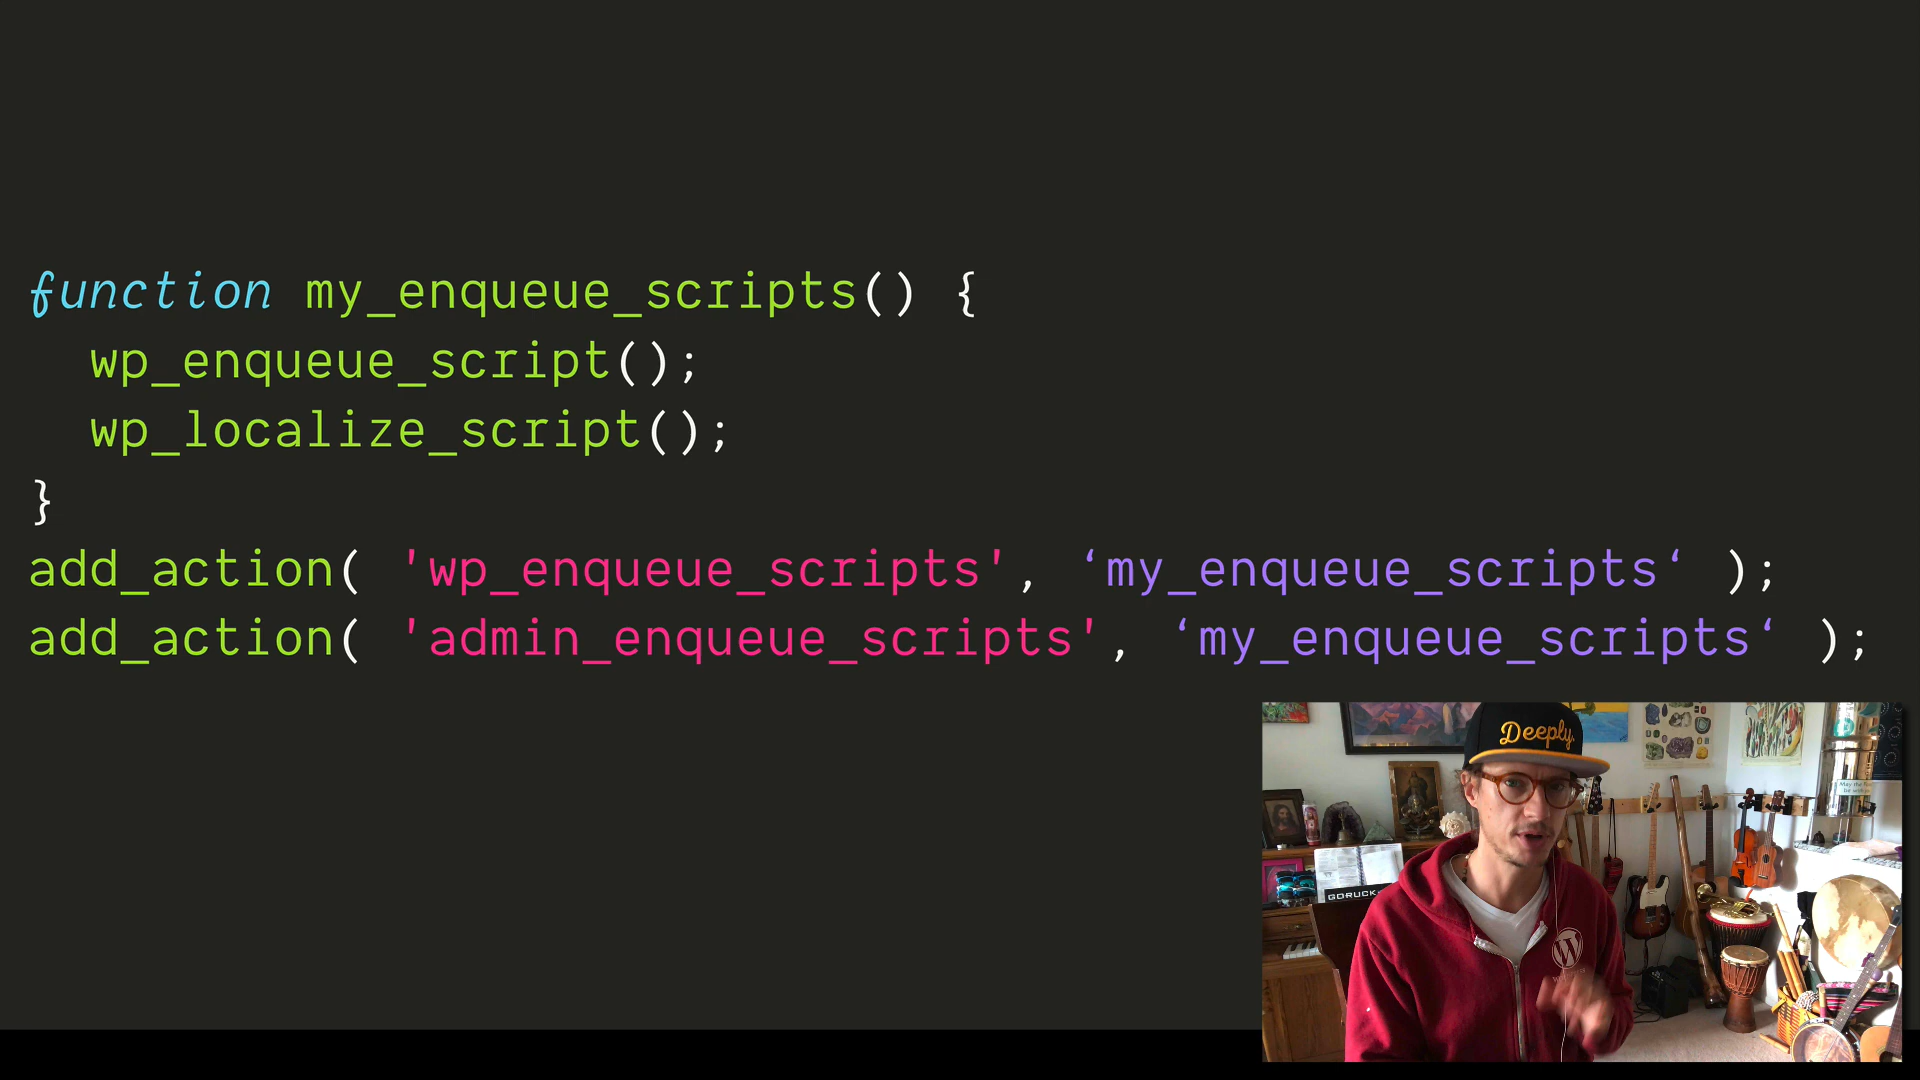 function my_enqueue_scripts() {
wp_enqueue_script();
wp_localize_script();
}
add_action( 'wp_enqueue_scripts', ‘my_enqueue_scripts‘ );
add_action( 'admin_enqueue_scripts', ‘my_enqueue_scripts‘ );
Deeply.
GORUCK